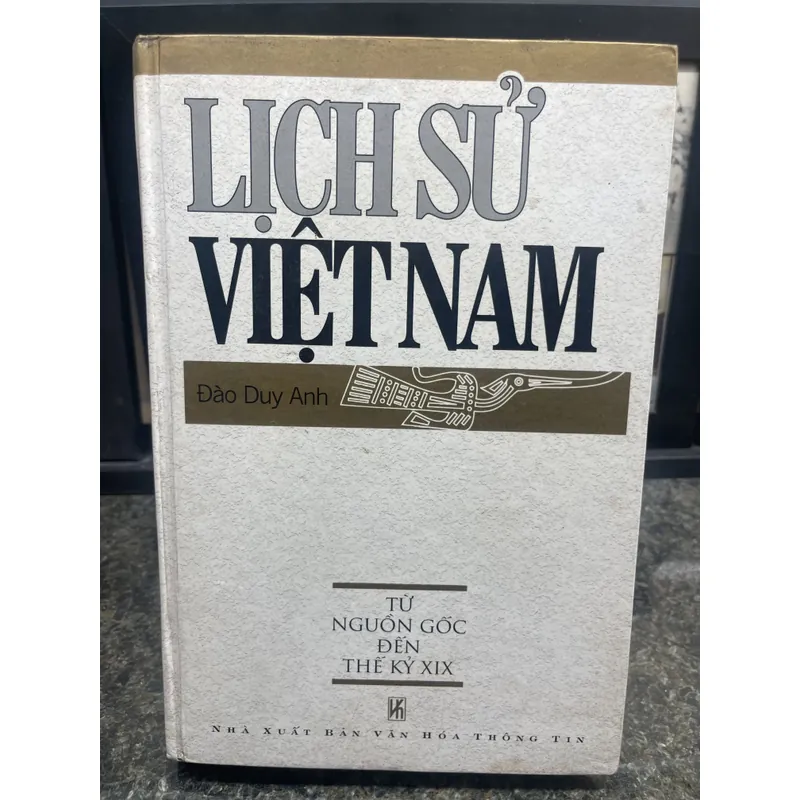 LỊCH SỬ
VIỆT NAM
Đào Duy Anh
TỪ
NGUỒN GỐC
ĐẾN
THẾ KỶ XIX
NHÀ XUẤT BẢN VĂN HÓA THÔNG TIN